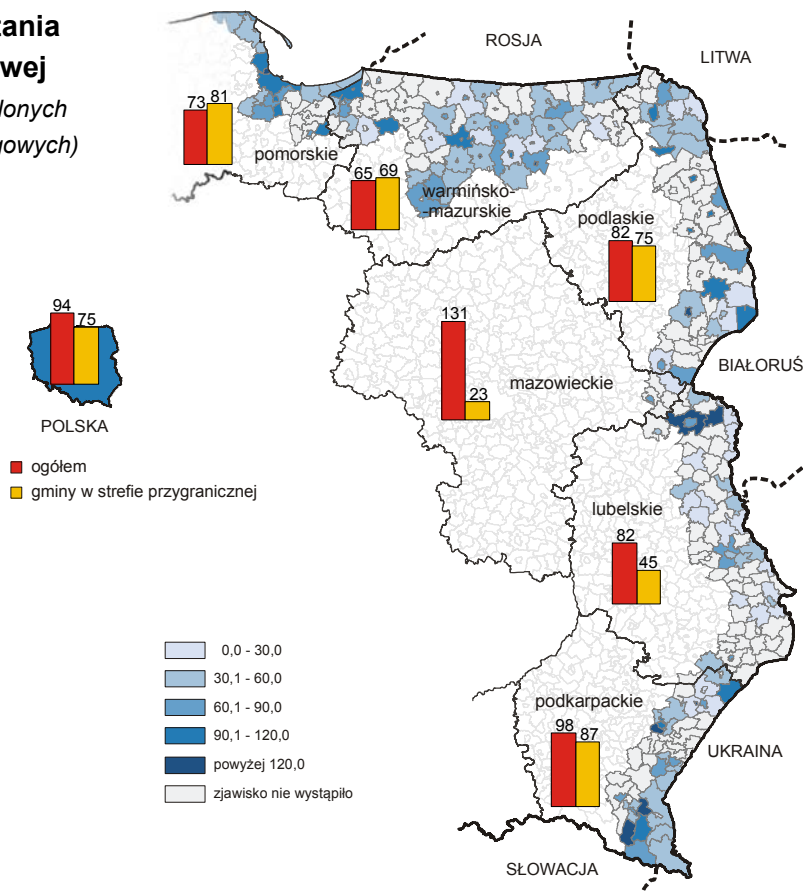 zania
wej
lonych
gowych)
ROSJA
LITWA
73 81
pomorskie
65 69
warmińsko-
-mazurskie
podlaskie
82 75
94
75
POLSKA
131
23
mazowieckie
BIAŁORUŚ
ogółem
gminy w strefie przygranicznej
lubelskie
82
45
0,0 - 30,0
30,1 - 60,0
60,1 - 90,0
90,1 - 120,0
powyżej 120,0
zjawisko nie wystąpiło
podkarpackie
98
87
UKRAINA
SŁOWACJA